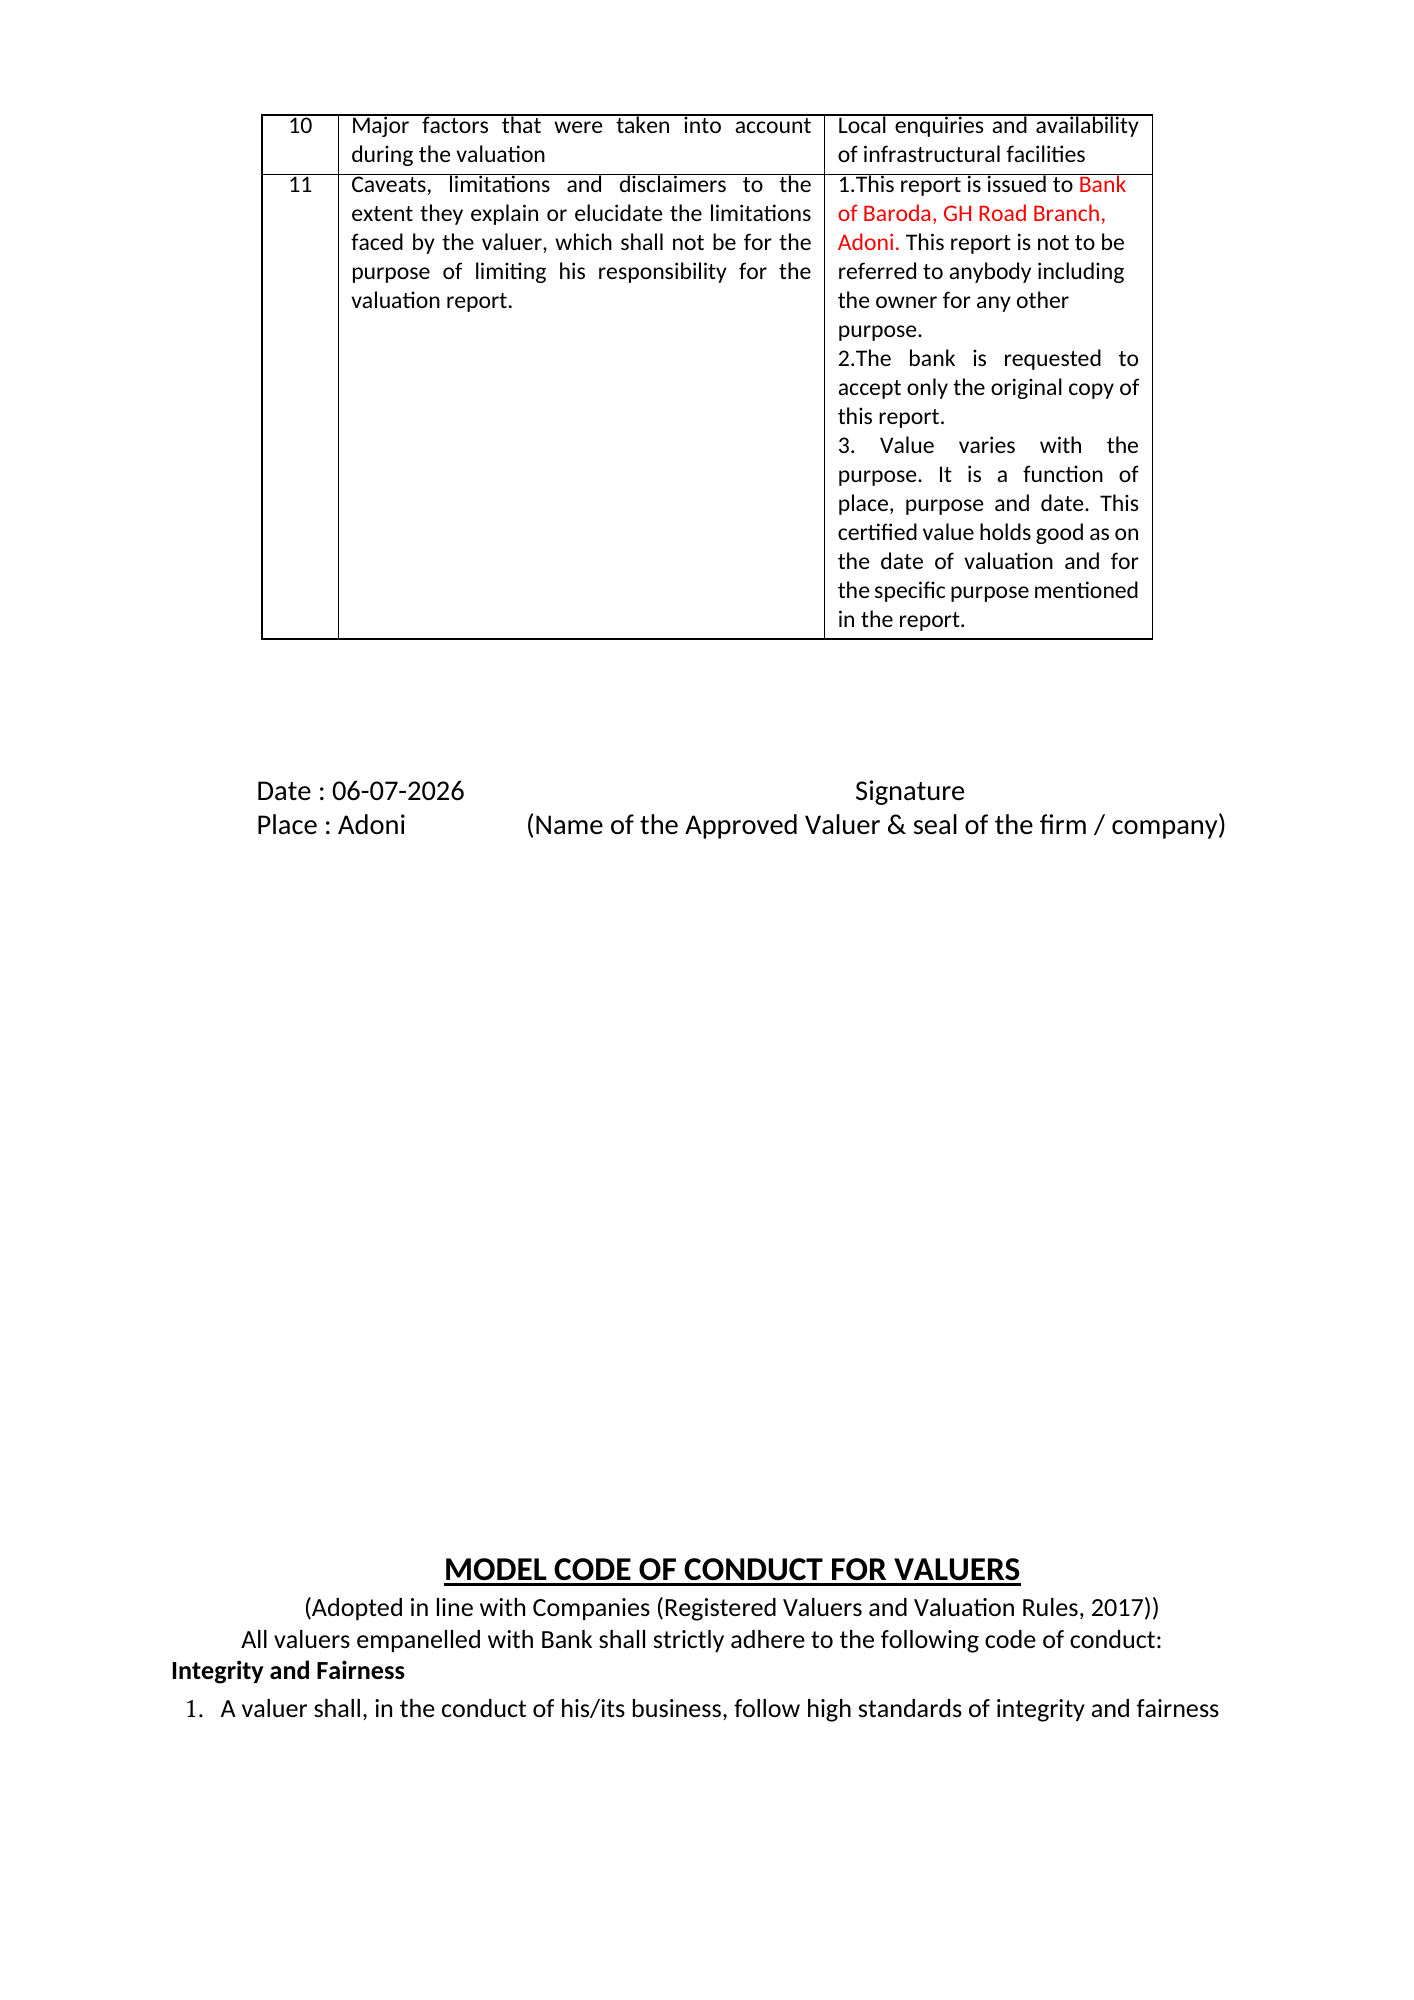 10 Major factors that were taken into account Local enquiries and availability
during the valuation of infrastructural facilities
11 Caveats, limitations and disclaimers to the
extent they explain or elucidate the limitations
faced by the valuer, which shall not be for the
purpose of limiting his responsibility for the
valuation report.
1.This report is issued to Bank
of Baroda, GH Road Branch,
Adoni. This report is not to be
referred to anybody including
the owner for any other
purpose.
2.The bank is requested to
accept only the original copy of
this report.
3. Value varies with the
purpose. It is a function of
place, purpose and date. This
certified value holds good as on
the date of valuation and for
the specific purpose mentioned
in the report.
Date : 06-07-2026 Signature
Place : Adoni (Name of the Approved Valuer & seal of the firm / company)
MODEL CODE OF CONDUCT FOR VALUERS
(Adopted in line with Companies (Registered Valuers and Valuation Rules, 2017))
All valuers empanelled with Bank shall strictly adhere to the following code of conduct:
Integrity and Fairness
1. A valuer shall, in the conduct of his/its business, follow high standards of integrity and fairness